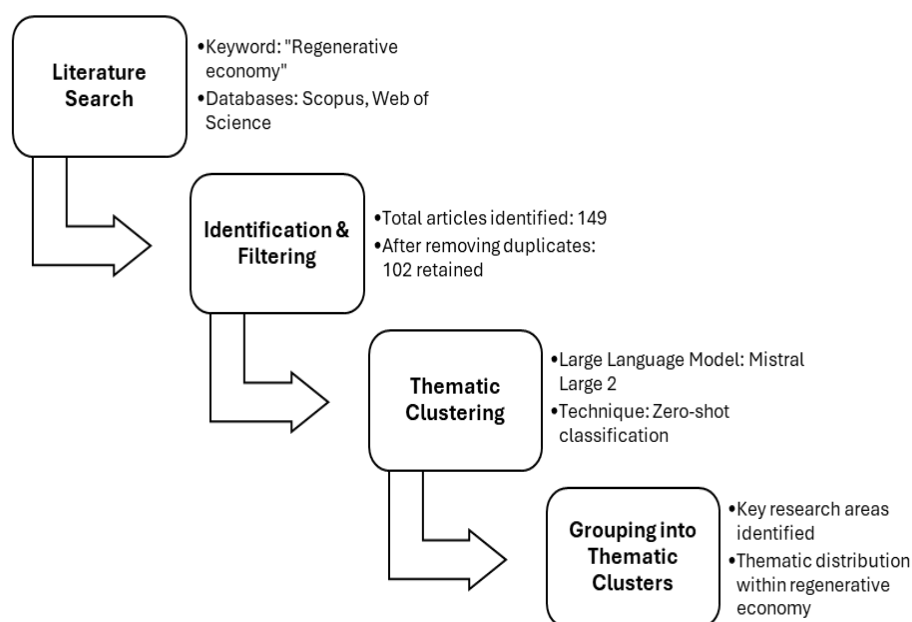 Literature
Search
•Keyword: "Regenerative
economy"
•Databases: Scopus, Web of
Science
Identification &
Filtering
•Total articles identified: 149
•After removing duplicates:
102 retained
Thematic
Clustering
•Large Language Model: Mistral
Large 2
•Technique: Zero-shot
classification
Grouping into
Thematic
Clusters
•Key research areas
identified
•Thematic distribution
within regenerative
economy